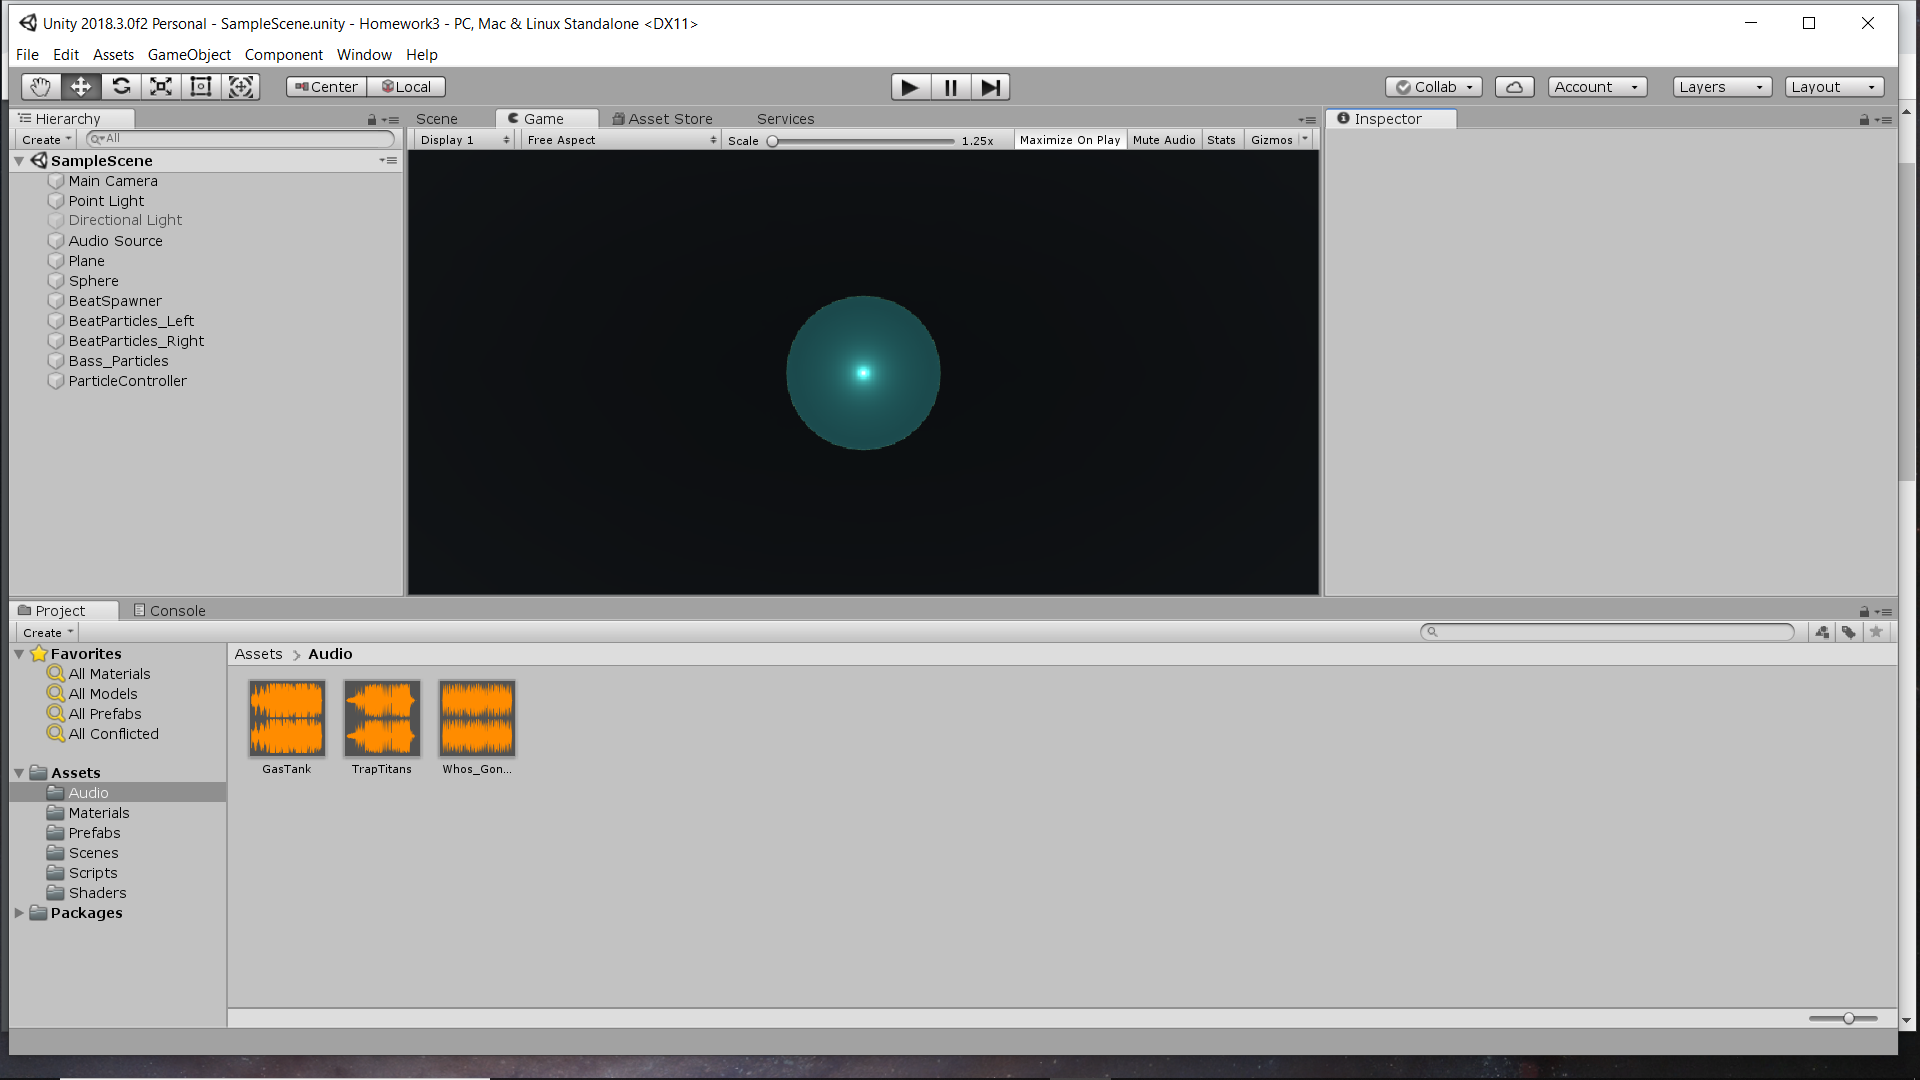 Unity 2018.3.0f2 Personal - SampleScene.unity - Homework3 - PC, Mac & Linux Standalone <DX11>
File Edit Assets GameObject Component Window Help
Center Local Collab Account Layers Layout
Hierarchy
Create All
SampleScene
Main Camera
Point Light
Directional Light
Audio Source
Plane
Sphere
BeatSpawner
BeatParticles_Left
BeatParticles_Right
Bass_Particles
ParticleController
Scene Game Asset Store Services
Display 1 Free Aspect Scale 1.25x Maximize On Play Mute Audio Stats Gizmos
Inspector
Project Console
Create
Favorites
All Materials
All Models
All Prefabs
All Conflicted
Assets
Audio
Materials
Prefabs
Scenes
Scripts
Shaders
Packages
Assets Audio
GasTank TrapTitans Whos_Gon...